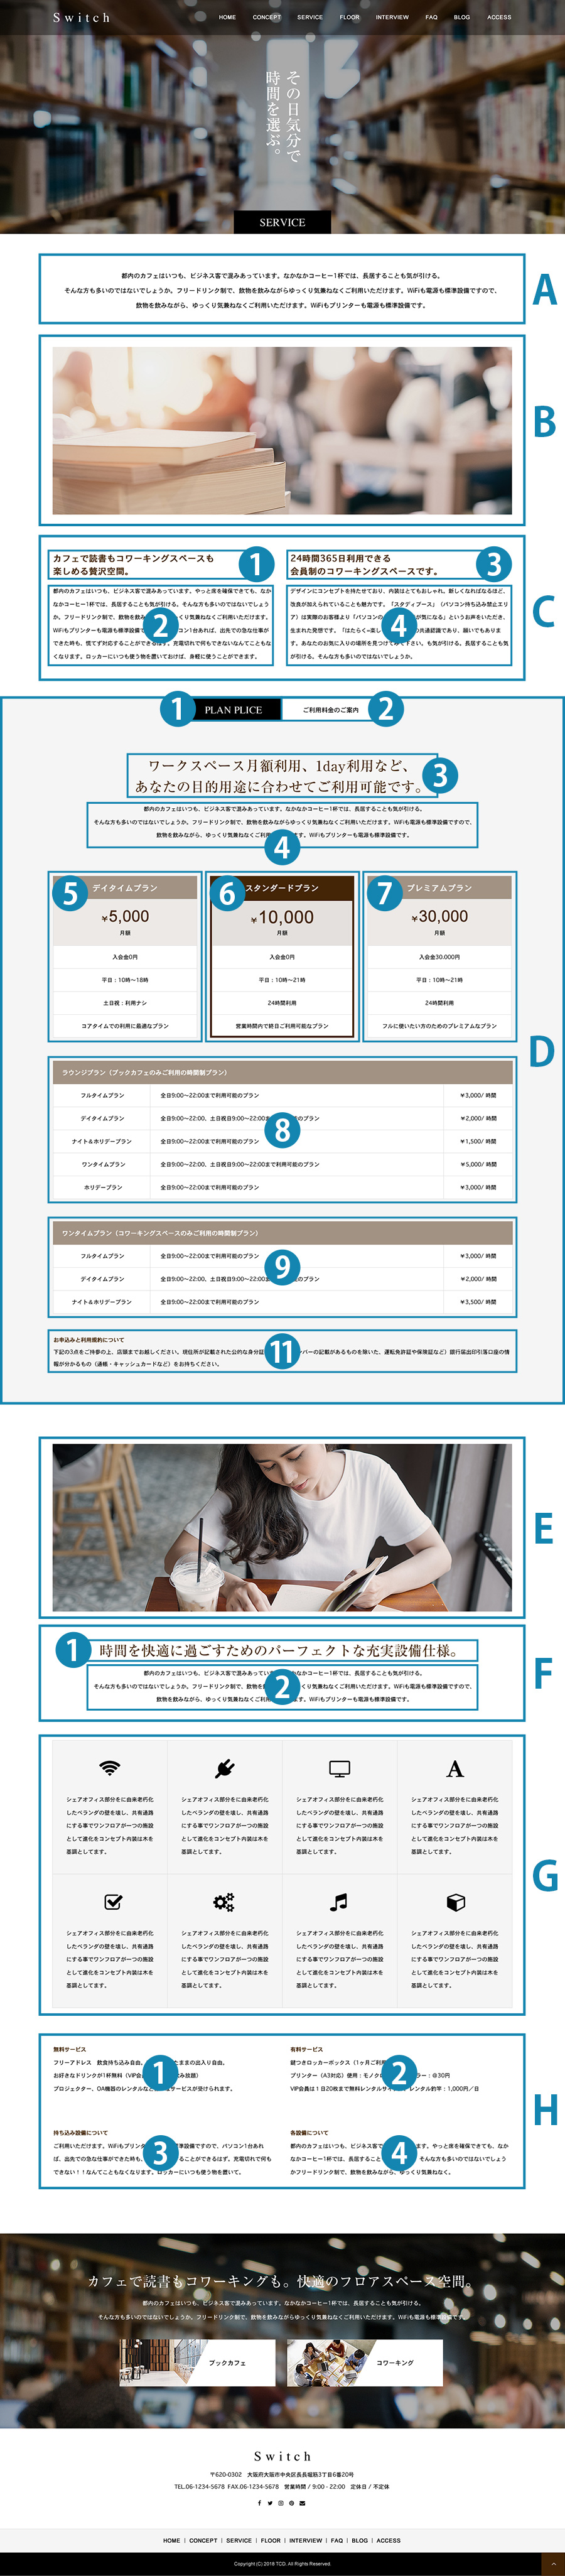 Switch
HOME CONCEPT SERVICE FLOOR INTERVIEW FAQ BLOG ACCESS
その日気分で
時間を選ぶ。
SERVICE
A
都内のカフェはいつも、ビジネス客で混みあっています。なかなかコーヒー1杯では、長居することも気が引ける。
そんな方も多いのではないでしょうか。フリードリンク制で、飲物を飲みながらゆっくり気兼ねなくご利用いただけます。WiFiも電源も標準設備ですので、
飲物を飲みながら、ゆっくり気兼ねなくご利用いただけます。WiFiもプリンターも電源も標準設備です。
B
C
カフェで読書もコワーキングスペースも
楽しめる贅沢空間。
1
2
都内のカフェはいつも、ビジネス客で混みあっています。やっと席を確保できても、なか
なかコーヒー1杯では、長居することも気が引ける。そんな方も多いのではないでしょう
か。フリードリンク制で、飲物を飲
くり気兼ねなくご利用いただけます。
WiFiもプリンターも電源も標準設備
コン1台あれば、出先での急な仕事が
できた時も、慌てず対応することができ
充電切れで何もできないなんてことも
なくなります。ロッカーにいつも使う物を置いておけば、身軽に使うことができます。
24時間365日利用できる
会員制のコワーキングスペースです。
3
4
デザインにコンセプトを持たせており、内装はとてもおしゃれ。新しくなればなるほど、
改良が加えられていることも魅力です。「スタディブース」（パソコン持ち込み禁止エリ
ア）は実際のお客様より「パソコンの
が気になる」という声をいただき、
生まれた発想です。「はたらく=楽し
共通認識であり、願いでもありま
す。あなたのお気に入りの場所を見つけて
さい。も気が引ける。長居することも気
が引ける。そんな方も多いのではないでしょうか。
D
1
PLAN PLICE
ご利用料金のご案内
2
ワークスペース月額利用、1day利用など、
あなたの目的用途に合わせてご利用可能です。
3
都内のカフェはいつも、ビジネス客で混みあっています。なかなかコーヒー1杯では、長居することも気が引ける。
そんな方も多いのではないでしょうか。フリードリンク制で、飲物を飲みながらゆっくり気兼ねなくご利用いただけます。WiFiも電源も標準設備ですので、
飲物を飲みながら、ゆっくり気兼ねなくご利用
ます。WiFiもプリンターも電源も標準設備です。
4
5
デイタイムプラン
¥5,000
月額
入会金0円
平日：10時〜18時
土日祝：利用ナシ
コアタイムでの利用に最適なプラン
6
スタンダードプラン
¥10,000
月額
入会金0円
平日：10時〜21時
24時間利用
営業時間内で終日ご利用可能なプラン
7
プレミアムプラン
¥30,000
月額
入会金30.000円
平日：10時〜21時
24時間利用
フルに使いたい方のためのプレミアムなプラン
ラウンジプラン（ブックカフェのみご利用の時間制プラン）
フルタイムプラン 全日9:00〜22:00まで利用可能のプラン ¥3,000/ 時間
デイタイムプラン 全日9:00〜22:00、土日祝日9:00〜22:00ま のプラン ¥2,000/ 時間
ナイト&ホリデープラン 全日9:00〜22:00まで利用可能のプラン ¥1,500/ 時間
8
ワンタイムプラン 全日9:00〜22:00、土日祝日9:00〜22:00まで利用可能のプラン ¥5,000/ 時間
ホリデープラン 全日9:00〜22:00まで利用可能のプラン ¥3,000/ 時間
ワンタイムプラン（コワーキングスペースのみご利用の時間制プラン）
フルタイムプラン 全日9:00〜22:00まで利用可能のプラン ¥3,000/ 時間
9
デイタイムプラン 全日9:00〜22:00、土日祝日9:00〜22:00ま のプラン ¥2,000/ 時間
ナイト&ホリデープラン 全日9:00〜22:00まで利用可能のプラン ¥3,500/ 時間
お申込みと利用規約について
下記の3点をご持参の上、店頭までお越しください。現住所が記載された公的な身分証
ンバーの記載があるものを除いた、運転免許証や保険証など）銀行届出印引落口座の情
報が分かるもの（通帳・キャッシュカードなど）をお持ちください。
11
E
F
1
時間を快適に過ごすためのパーフェクトな充実設備仕様。
都内のカフェはいつも、ビジネス客で混みあってい
なかコーヒー1杯では、長居することも気が引ける。
そんな方も多いのではないでしょうか。フリードリンク制で、飲物を
くり気兼ねなくご利用いただけます。WiFiも電源も標準設備ですので、
飲物を飲みながら、ゆっくり気兼ねなくご利用
ます。WiFiもプリンターも電源も標準設備です。
2
G
シェアオフィス部分をに由来老朽化
したベランダの壁を壊し、共有通路
にする事でワンフロアが一つの施設
として進化をコンセプト内装は木を
基調としてます。
シェアオフィス部分をに由来老朽化
したベランダの壁を壊し、共有通路
にする事でワンフロアが一つの施設
として進化をコンセプト内装は木を
基調としてます。
シェアオフィス部分をに由来老朽化
したベランダの壁を壊し、共有通路
にする事でワンフロアが一つの施設
として進化をコンセプト内装は木を
基調としてます。
A
シェアオフィス部分をに由来老朽化
したベランダの壁を壊し、共有通路
にする事でワンフロアが一つの施設
として進化をコンセプト内装は木を
基調としてます。
シェアオフィス部分をに由来老朽化
したベランダの壁を壊し、共有通路
にする事でワンフロアが一つの施設
として進化をコンセプト内装は木を
基調としてます。
シェアオフィス部分をに由来老朽化
したベランダの壁を壊し、共有通路
にする事でワンフロアが一つの施設
として進化をコンセプト内装は木を
基調としてます。
シェアオフィス部分をに由来老朽化
したベランダの壁を壊し、共有通路
にする事でワンフロアが一つの施設
として進化をコンセプト内装は木を
基調としてます。
シェアオフィス部分をに由来老朽化
したベランダの壁を壊し、共有通路
にする事でワンフロアが一つの施設
として進化をコンセプト内装は木を
基調としてます。
H
無料サービス
フリーアドレス 飲食持ち込み自由。
たままの出入り自由。
お好きなドリンクが1杯無料（VIP会
み放題）
プロジェクター、OA機器のレンタルなど
サービスが受けられます。
1
有料サービス
鍵つきロッカーボックス（1ヶ月ご利用
プリンター（A3対応）使用：モノク
ラー：@30円
VIP会員は１日20枚まで無料レンタルサ
レンタル釣竿：1,000円／日
2
持ち込み設備について
ご利用いただけます。WiFiもプリン
準設備ですので、パソコン1台あれ
ば、出先での急な仕事ができた時も、
ることができるはず。充電切れで何も
できない！！なんてこともなくなります。ロッカーにいつも使う物を置いて。
3
各設備について
都内のカフェはいつも、ビジネス客で
ます。やっと席を確保できても、なか
なかコーヒー1杯では、長居すること
そんな方も多いのではないでしょう
かフリードリンク制で、飲物を飲みながら、ゆっくり気兼ねなく。
4
カフェで読書もコワーキングも。快適のフロアスペース空間。
都内のカフェはいつも、ビジネス客で混みあっています。なかなかコーヒー1杯では、長居することも気が引ける。
そんな方も多いのではないでしょうか。フリードリンク制で、飲物を飲みながらゆっくり気兼ねなくご利用いただけます。WiFiも電源も標準設備です。
ブックカフェ
コワーキング
Switch
〒620-0302 大阪府大阪市中央区長長堀筋3丁目6番20号
TEL.06-1234-5678 FAX.06-1234-5678 営業時間 / 9:00 - 22:00 定休日 / 不定休
HOME | CONCEPT | SERVICE | FLOOR | INTERVIEW | FAQ | BLOG | ACCESS
Copyright (C) 2018 TCD. All Rights Reserved.